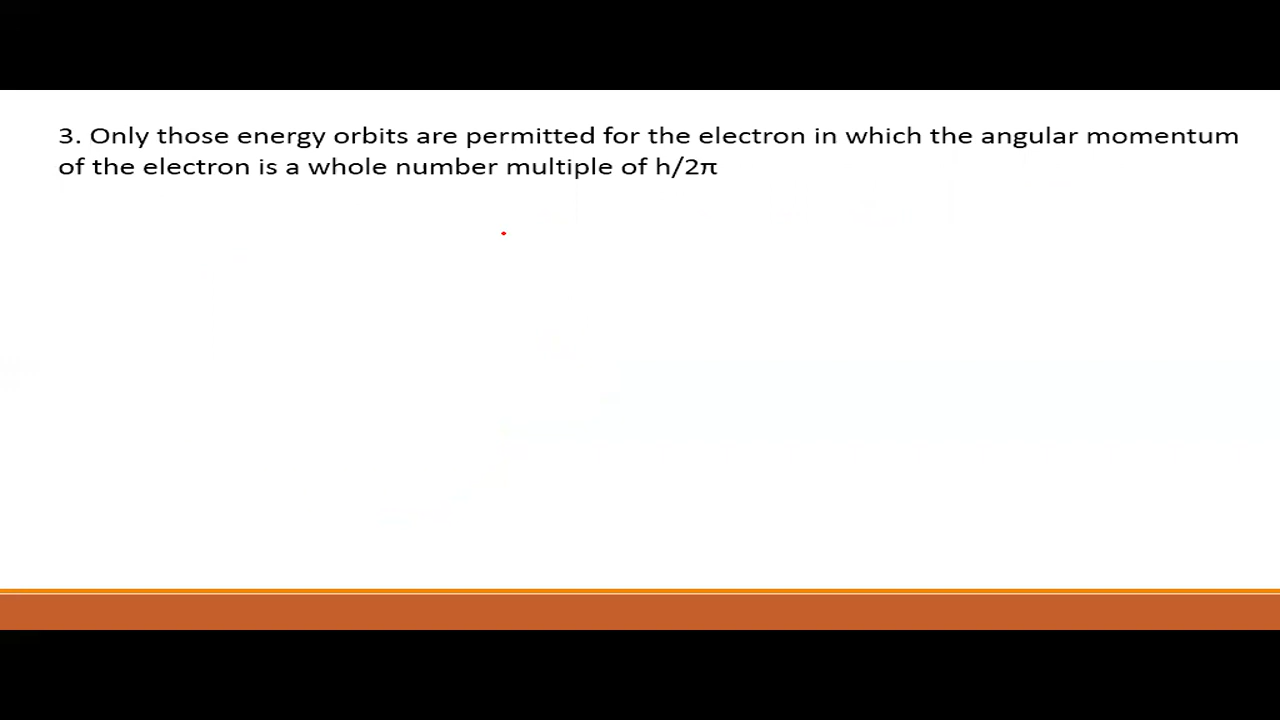 3. Only those energy orbits are permitted for the electron in which the angular momentum
of the electron is a whole number multiple of h/2π